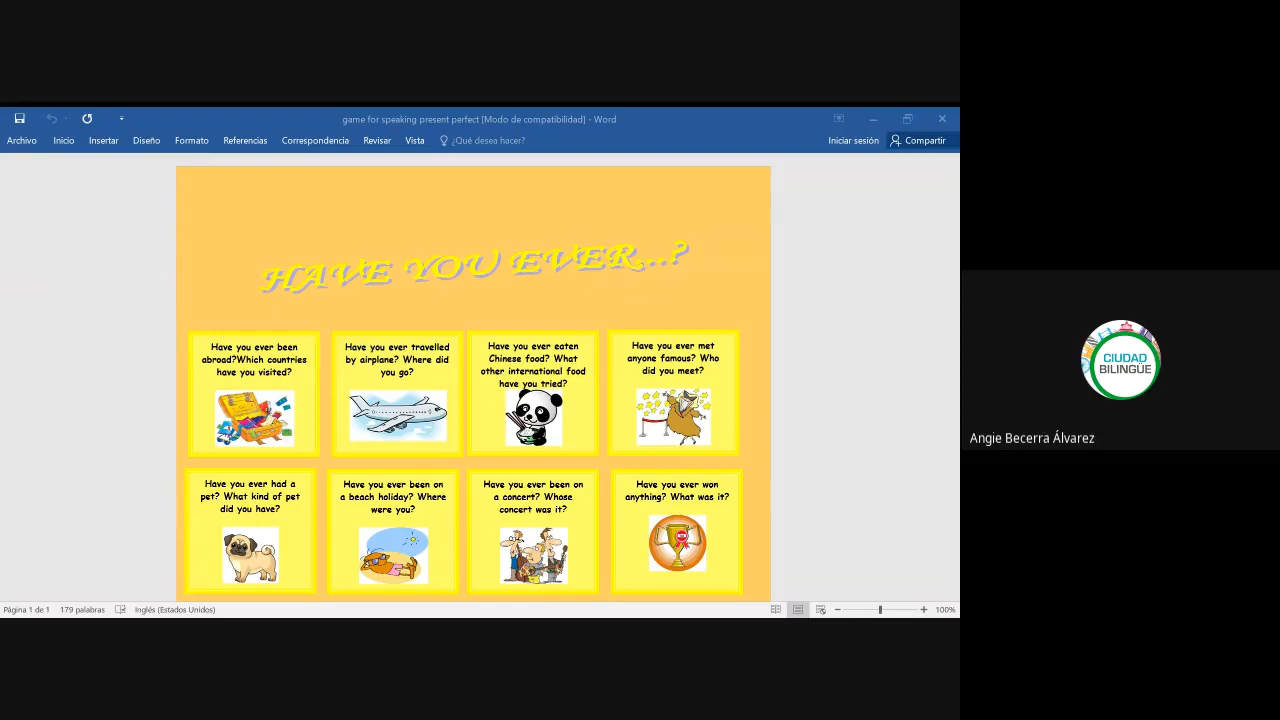 game for speaking present perfect [Modo de compatibilidad] - Word
Archivo Inicio Insertar Diseño Formato Referencias Correspondencia Revisar Vista ¿Qué desea hacer? Iniciar sesión Compartir
HAVE YOU EVER...?
Have you ever been
abroad?Which countries
have you visited?
Have you ever travelled
by airplane? Where did
you go?
Have you ever eaten
Chinese food? What
other international food
have you tried?
Have you ever met
anyone famous? Who
did you meet?
Have you ever had a
pet? What kind of pet
did you have?
Have you ever been on
a beach holiday? Where
were you?
Have you ever been on
a concert? Whose
concert was it?
Have you ever won
anything? What was it?
Página 1 de 1 179 palabras Inglés (Estados Unidos) 100%
CIUDAD
BILINGÜE
Angie Becerra Álvarez